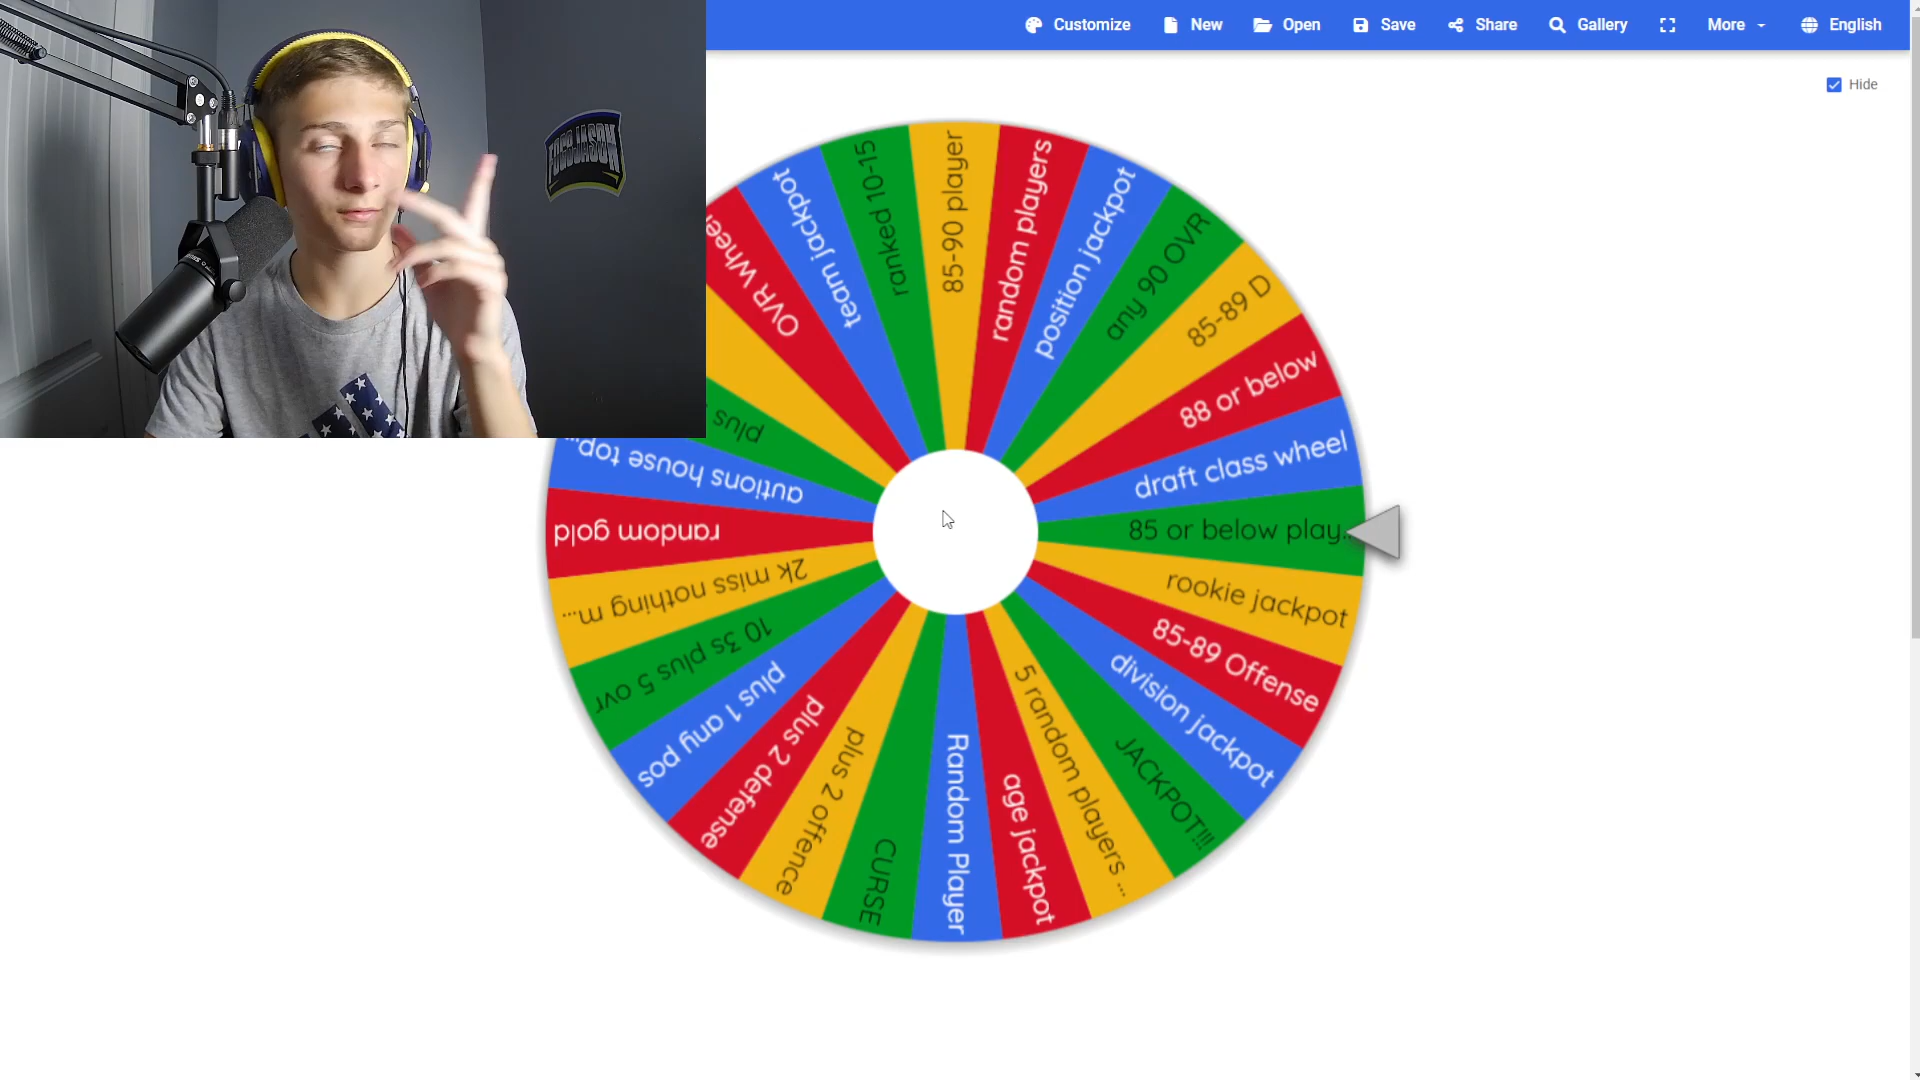 Customize New Open Save Share Gallery More English
Hide
85-90 player
random players
position jackpot
any 90 OVR
85-89 D
88 or below
draft class wheel
85 or below play...
rookie jackpot
85-89 Offense
division jackpot
JACKPOT!!!
5 random players ...
age jackpot
Random Player
CURSE
plus 2 offence
plus 2 defense
plus 1 any pos
10 3s plus 5 ovr
2k miss nothing m...
random gold
autions house top...
plus
OVR wheel
team jackpot
ranked 10-15